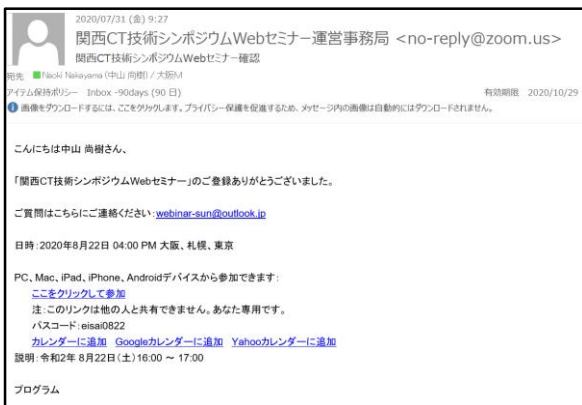 2020/07/31 (金) 9:27
関西CT技術シンポジウムWebセミナー運営事務局 <no-reply@zoom.us>
関西CT技術シンポジウムWebセミナー確認
宛先 Naoki Nakayama (中山 尚樹) / 大阪M
アイテム保持ポリシー Inbox -90days (90 日) 有効期限 2020/10/29
画像をダウンロードするには、ここをクリックします。プライバシー保護を促進するため、メッセージ内の画像は自動的にはダウンロードされません。
こんにちは中山 尚樹さん、
「関西CT技術シンポジウムWebセミナー」のご登録ありがとうございました。
ご質問はこちらにご連絡ください: webinar-sun@outlook.jp
日時: 2020年8月22日 04:00 PM 大阪、札幌、東京
PC、Mac、iPad、iPhone、Androidデバイスから参加できます:
ここをクリックして参加
注: このリンクは他の人と共有できません。あなた専用です。
パスコード: eisai0822
カレンダーに追加 Googleカレンダーに追加 Yahooカレンダーに追加
説明: 令和2年 8月22日(土)16:00 ~ 17:00
プログラム